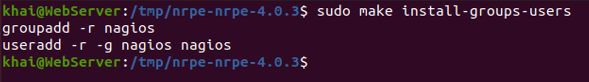 khai@WebServer:/tmp/nrpe-nrpe-4.0.3$ sudo make install-groups-users
groupadd -r nagios
useradd -r -g nagios nagios
khai@WebServer:/tmp/nrpe-nrpe-4.0.3$